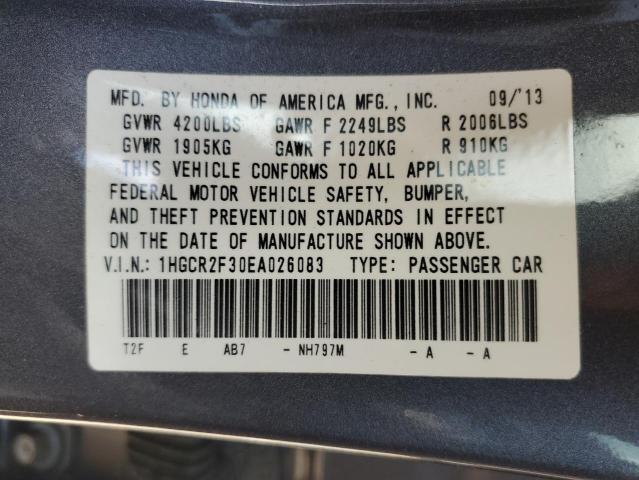 MFD. BY HONDA OF AMERICA MFG., INC. 09/'13
GVWR 4200LBS GAWR F 2249LBS R 2006LBS
GVWR 1905KG GAWR F 1020KG R 910KG
THIS VEHICLE CONFORMS TO ALL APPLICABLE
FEDERAL MOTOR VEHICLE SAFETY, BUMPER,
AND THEFT PREVENTION STANDARDS IN EFFECT
ON THE DATE OF MANUFACTURE SHOWN ABOVE.
V.I.N.: 1HGCR2F30EA026083 TYPE: PASSENGER CAR
T2F E AB7 - NH797M - A - A